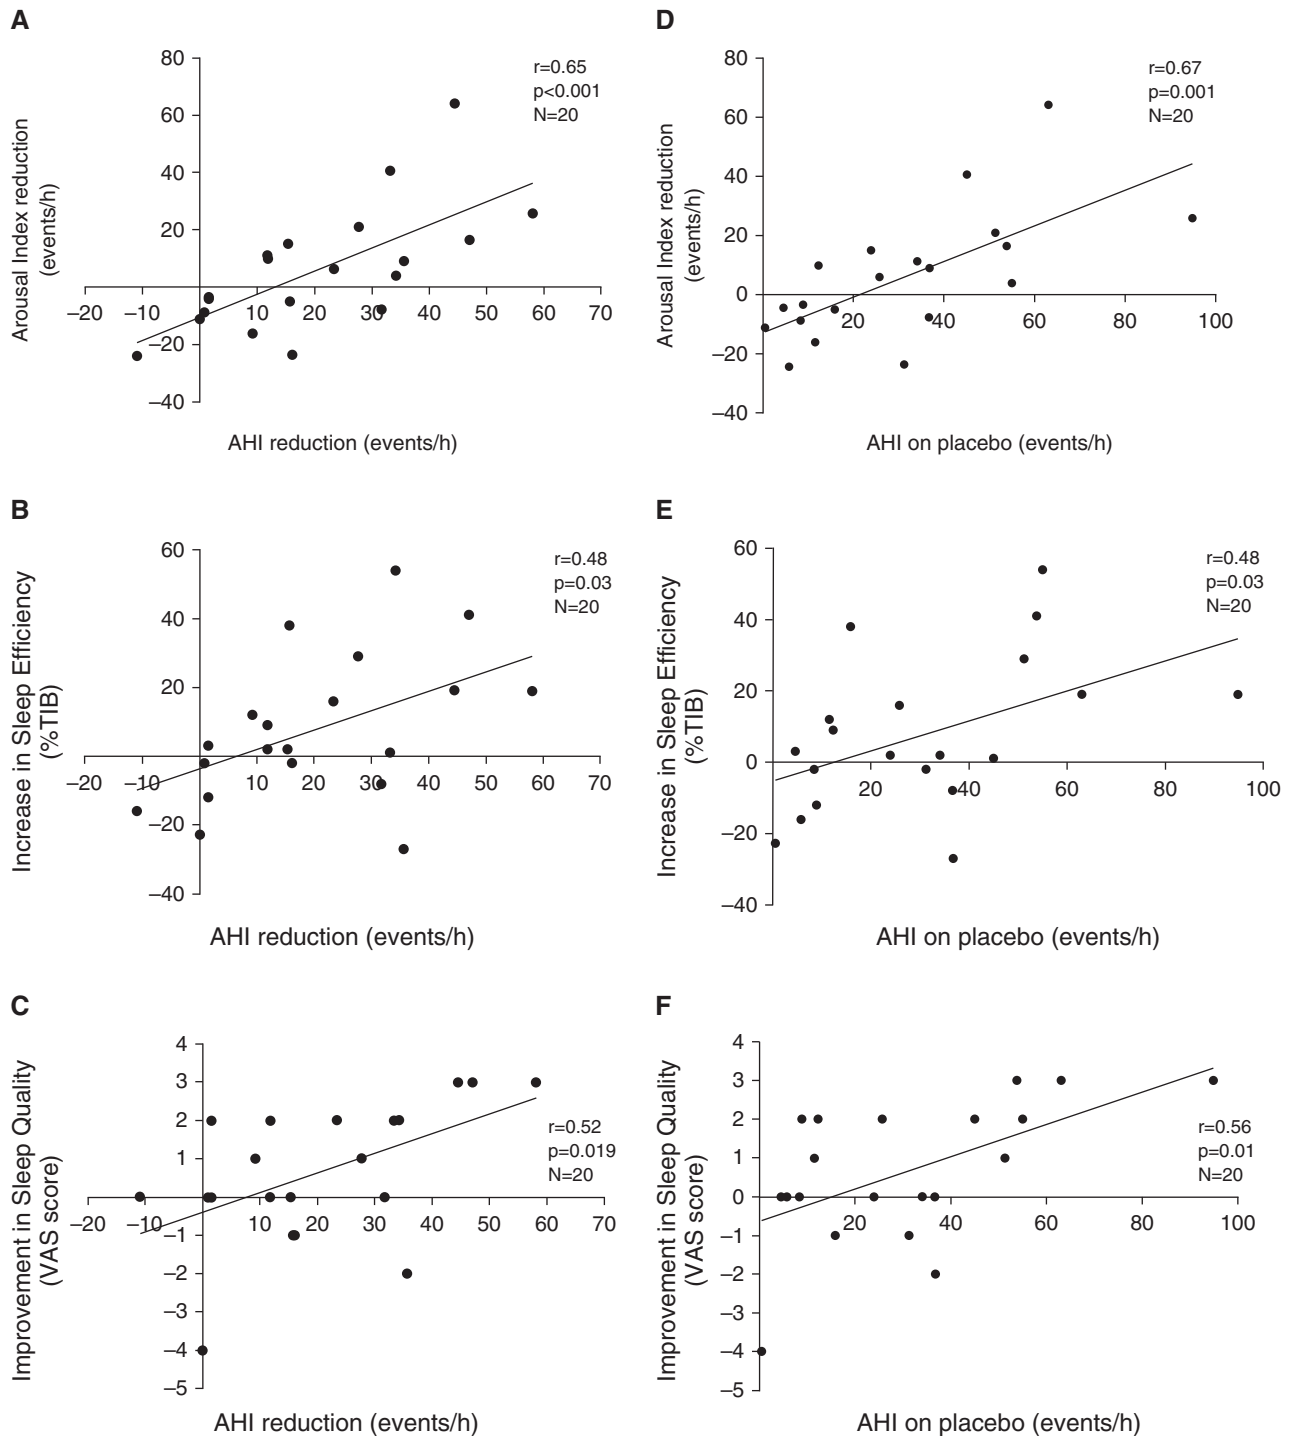 A
Arousal Index reduction
(events/h)
80
60
40
20
–20
–40
–20
–10
10
20
30
40
50
60
70
r=0.65
p<0.001
N=20
AHI reduction (events/h)
D
Arousal Index reduction
(events/h)
80
60
40
20
0
–20
–40
20
40
60
80
100
r=0.67
p=0.001
N=20
AHI on placebo (events/h)
B
Increase in Sleep Efficiency
(%TIB)
60
40
20
–20
–40
–20
–10
10
20
30
40
50
60
70
r=0.48
p=0.03
N=20
AHI reduction (events/h)
E
Increase in Sleep Efficiency
(%TIB)
60
40
20
0
–20
–40
20
40
60
80
100
r=0.48
p=0.03
N=20
AHI on placebo (events/h)
C
Improvement in Sleep Quality
(VAS score)
4
3
2
1
–1
–2
–3
–4
–5
–20
–10
10
20
30
40
50
60
70
r=0.52
p=0.019
N=20
AHI reduction (events/h)
F
Improvement in Sleep Quality
(VAS score)
4
3
2
1
0
–1
–2
–3
–4
–5
20
40
60
80
100
r=0.56
p=0.01
N=20
AHI on placebo (events/h)